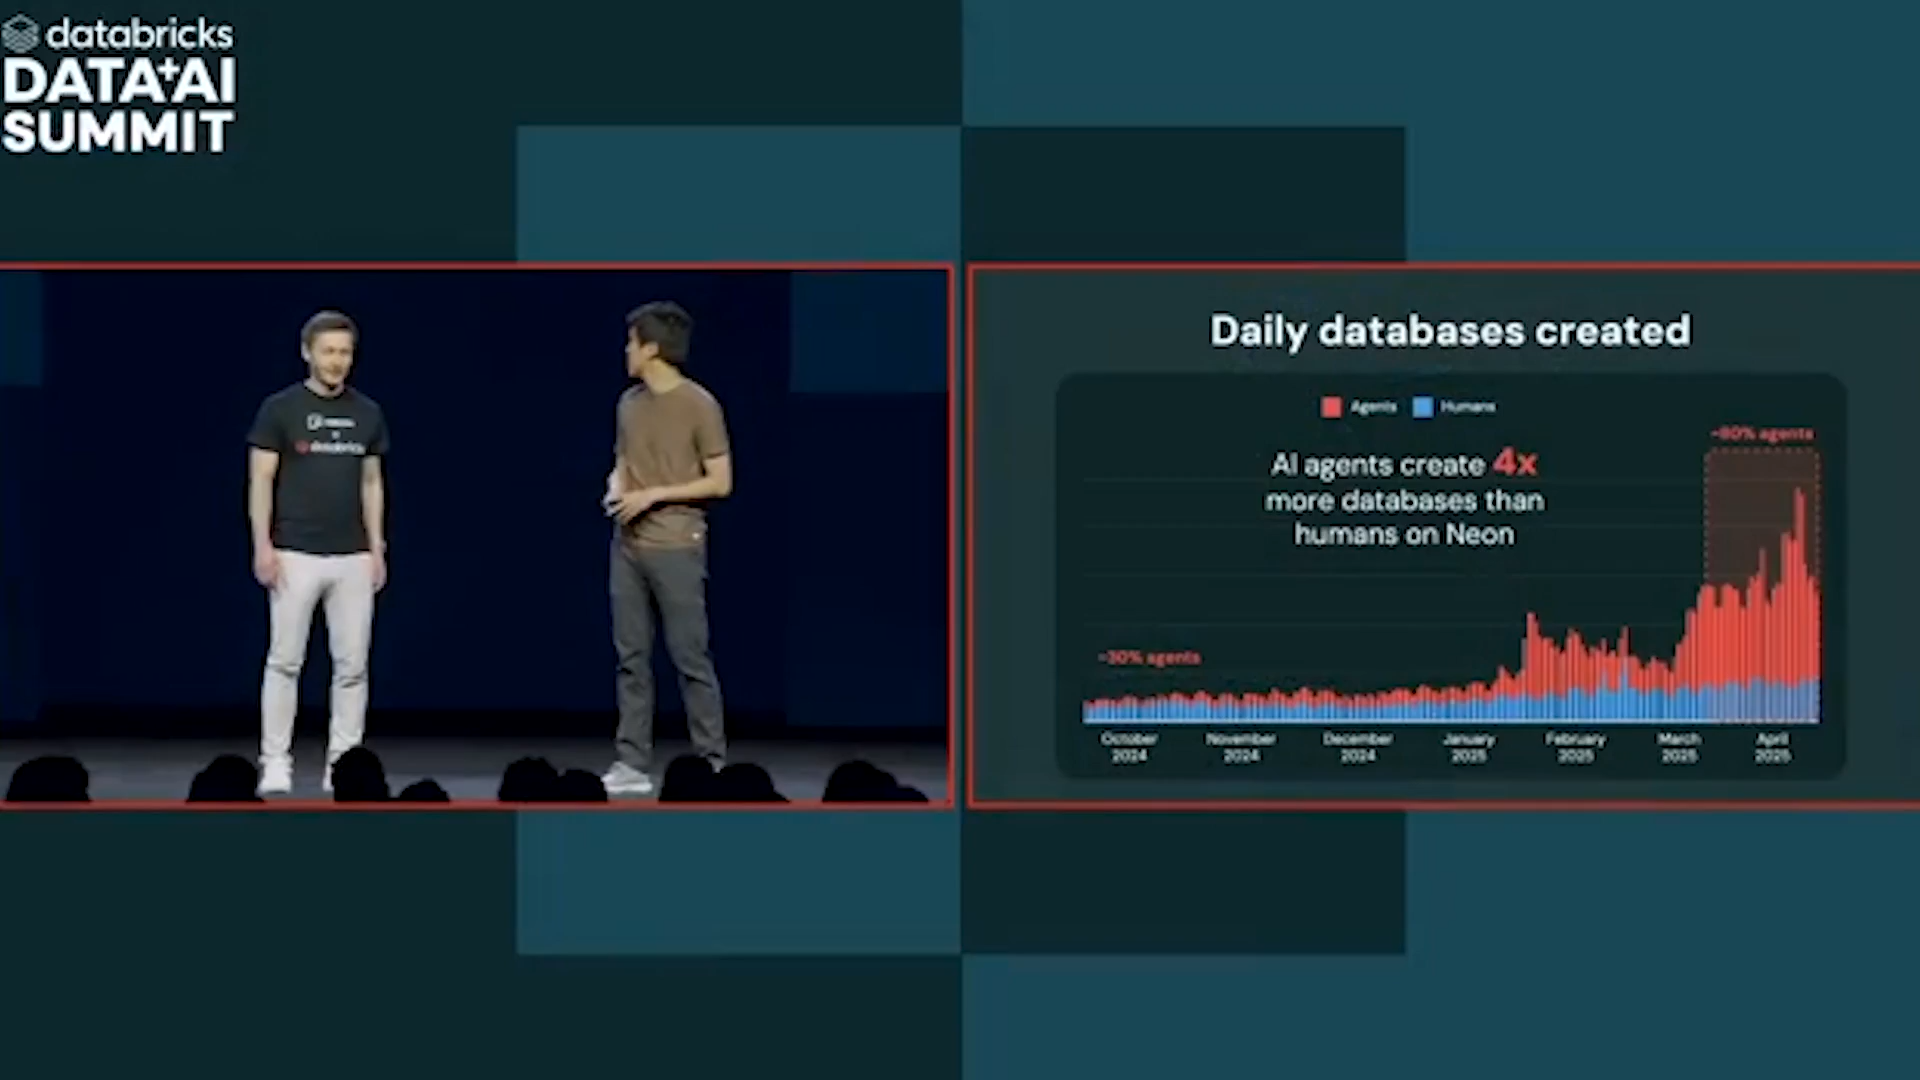 databricks
DATA+AI
SUMMIT
databricks
Daily databases created
Agents
Humans
~80% agents
AI agents create 4x
more databases than
humans on Neon
~30% agents
October
2024
November
2024
December
2024
January
2025
February
2025
March
2025
April
2025